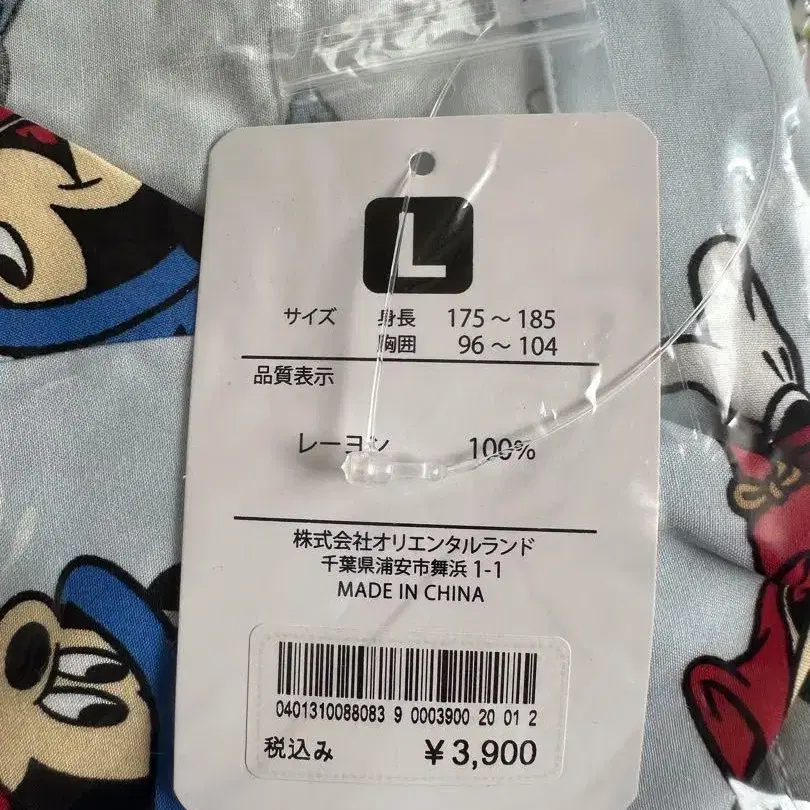 L
サイズ 身長 175～185
胸囲 96～104
品質表示
レーヨン 100%
株式会社オリエンタルランド
千葉県浦安市舞浜 1-1
MADE IN CHINA
0401310088083 9 0003900 20 01 2
税込み ¥3,900